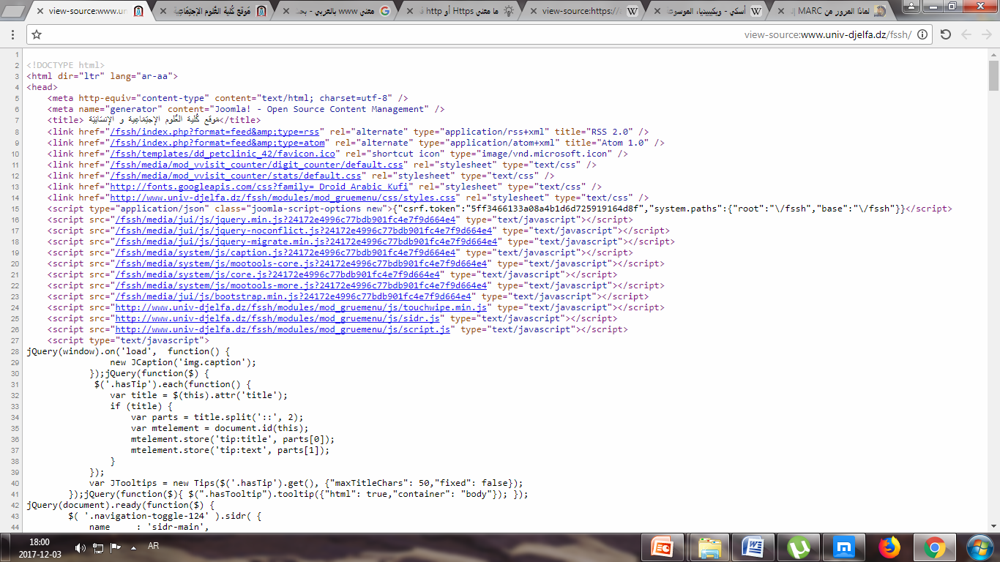 view-source:www.un
مَوقع كُلية العُّلوم الإجتِمَاعِية
معني www بالعَربي - بحث
ما معني Https أو http ف
view-source:https://
أسكي - ويكيبيديا، الموسوعة
لماذا المرور من MARC إل
view-source:www.univ-djelfa.dz/fssh/
1
2 <!DOCTYPE html>
3 <html dir="ltr" lang="ar-aa">
4 <head>
5 <meta http-equiv="content-type" content="text/html; charset=utf-8" />
6 <meta name="generator" content="Joomla! - Open Source Content Management" />
7 <title>مَوقع كُلية العُّلوم الإجتِمَاعِية و الإنسَانِيّة</title>
8 <link href="/fssh/index.php?format=feed&amp;type=rss" rel="alternate" type="application/rss+xml" title="RSS 2.0" />
9 <link href="/fssh/index.php?format=feed&amp;type=atom" rel="alternate" type="application/atom+xml" title="Atom 1.0" />
10 <link href="/fssh/templates/dd_petclinic_42/favicon.ico" rel="shortcut icon" type="image/vnd.microsoft.icon" />
11 <link href="/fssh/media/mod_vvisit_counter/digit_counter/default.css" rel="stylesheet" type="text/css" />
12 <link href="/fssh/media/mod_vvisit_counter/stats/default.css" rel="stylesheet" type="text/css" />
13 <link href="http://fonts.googleapis.com/css?family= Droid Arabic Kufi" rel="stylesheet" type="text/css" />
14 <link href="http://www.univ-djelfa.dz/fssh/modules/mod_gruemenu/css/styles.css" rel="stylesheet" type="text/css" />
15 <script type="application/json" class="joomla-script-options new">{"csrf.token":"5ff3466133a08a4b1d6d725919164d8f","system.paths":{"root":"\/fssh","base":"\/fssh"}}</script>
16 <script src="/fssh/media/jui/js/jquery.min.js?24172e4996c77bdb901fc4e7f9d664e4" type="text/javascript"></script>
17 <script src="/fssh/media/jui/js/jquery-noconflict.js?24172e4996c77bdb901fc4e7f9d664e4" type="text/javascript"></script>
18 <script src="/fssh/media/jui/js/jquery-migrate.min.js?24172e4996c77bdb901fc4e7f9d664e4" type="text/javascript"></script>
19 <script src="/fssh/media/system/js/caption.js?24172e4996c77bdb901fc4e7f9d664e4" type="text/javascript"></script>
20 <script src="/fssh/media/system/js/mootools-core.js?24172e4996c77bdb901fc4e7f9d664e4" type="text/javascript"></script>
21 <script src="/fssh/media/system/js/core.js?24172e4996c77bdb901fc4e7f9d664e4" type="text/javascript"></script>
22 <script src="/fssh/media/system/js/mootools-more.js?24172e4996c77bdb901fc4e7f9d664e4" type="text/javascript"></script>
23 <script src="/fssh/media/jui/js/bootstrap.min.js?24172e4996c77bdb901fc4e7f9d664e4" type="text/javascript"></script>
24 <script src="http://www.univ-djelfa.dz/fssh/modules/mod_gruemenu/js/touchwipe.min.js" type="text/javascript"></script>
25 <script src="http://www.univ-djelfa.dz/fssh/modules/mod_gruemenu/js/sidr.js" type="text/javascript"></script>
26 <script src="http://www.univ-djelfa.dz/fssh/modules/mod_gruemenu/js/script.js" type="text/javascript"></script>
27 <script type="text/javascript">
28 jQuery(window).on('load',  function() {
29 new JCaption('img.caption');
30 });jQuery(function($) {
31 $('.hasTip').each(function() {
32 var title = $(this).attr('title');
33 if (title) {
34 var parts = title.split('::', 2);
35 var mtelement = document.id(this);
36 mtelement.store('tip:title', parts[0]);
37 mtelement.store('tip:text', parts[1]);
38 }
39 });
40 var JTooltips = new Tips($('.hasTip').get(), {"maxTitleChars": 50,"fixed": false});
41 });jQuery(function($){ $(".hasTooltip").tooltip({"html": true,"container": "body"}); });
42 jQuery(document).ready(function($) {
43 $( '.navigation-toggle-124' ).sidr( {
44 name     : 'sidr-main',
18:00
2017-12-03
AR